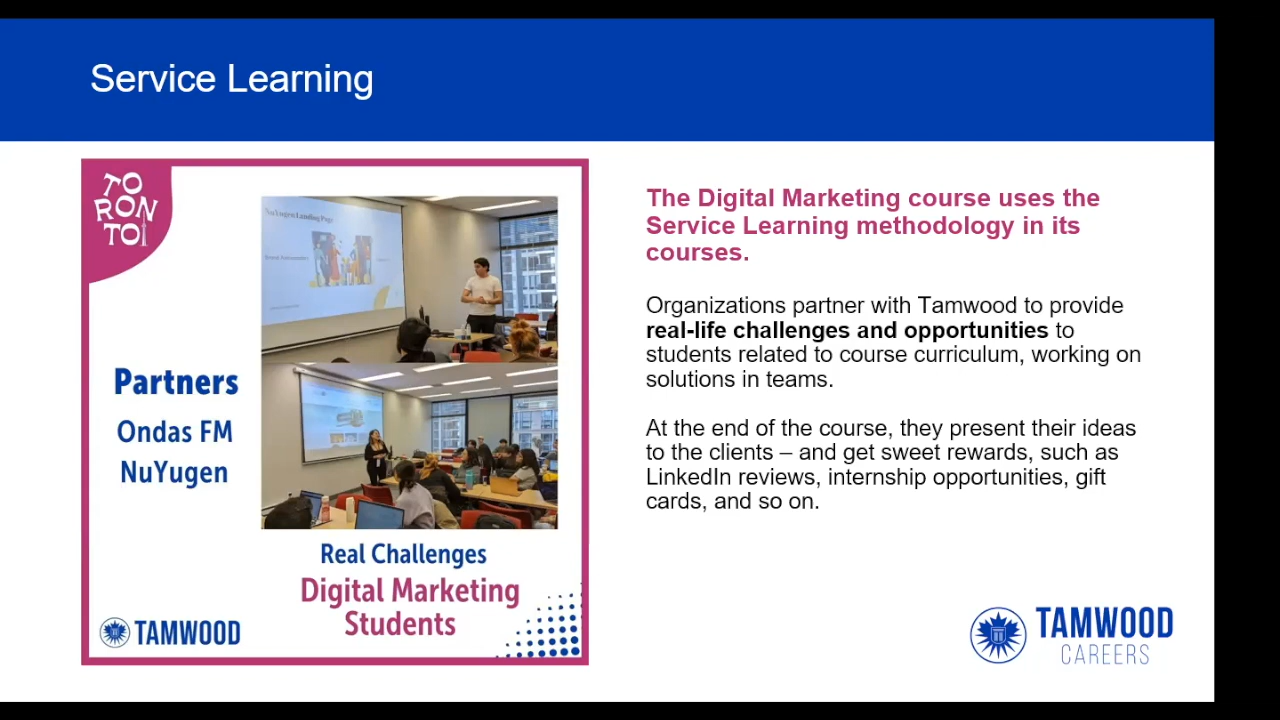 Service Learning
TO
RON
TO
NuYugen Landing Page
Partners
Ondas FM
NuYugen
Real Challenges
Digital Marketing
Students
TAMWOOD
The Digital Marketing course uses the
Service Learning methodology in its
courses.
Organizations partner with Tamwood to provide
real-life challenges and opportunities to
students related to course curriculum, working on
solutions in teams.
At the end of the course, they present their ideas
to the clients – and get sweet rewards, such as
LinkedIn reviews, internship opportunities, gift
cards, and so on.
TAMWOOD
CAREERS